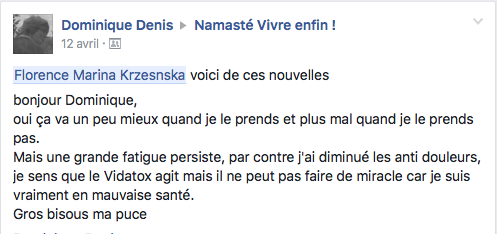 Dominique Denis ▸ Namasté Vivre enfin !
12 avril ·
Florence Marina Krzesnska voici de ces nouvelles
bonjour Dominique,
oui ça va un peu mieux quand je le prends et plus mal quand je le prends
pas.
Mais une grande fatigue persiste, par contre j'ai diminué les anti douleurs,
je sens que le Vidatox agit mais il ne peut pas faire de miracle car je suis
vraiment en mauvaise santé.
Gros bisous ma puce